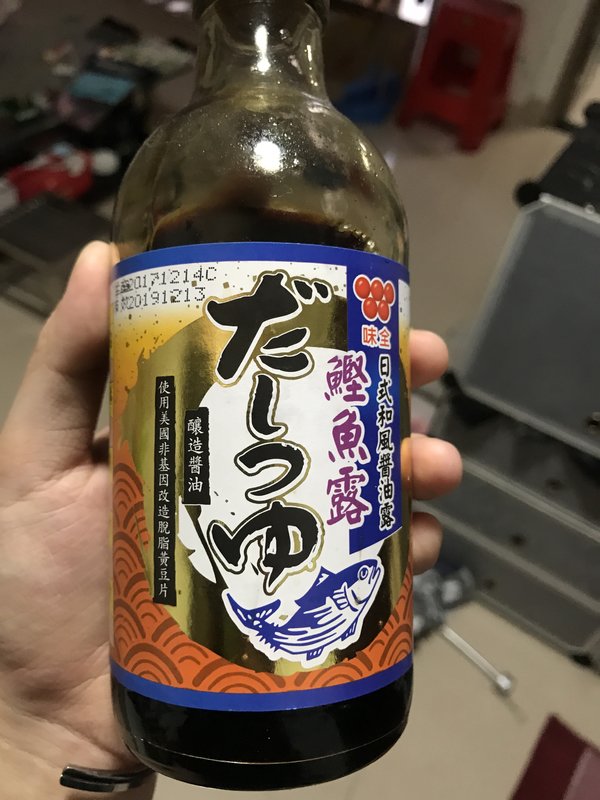 20171214C
20191213
味全
日式和風醬油露
鰹魚露
だしつゆ
釀造醬油
使用美國非基因改造脫脂黃豆片